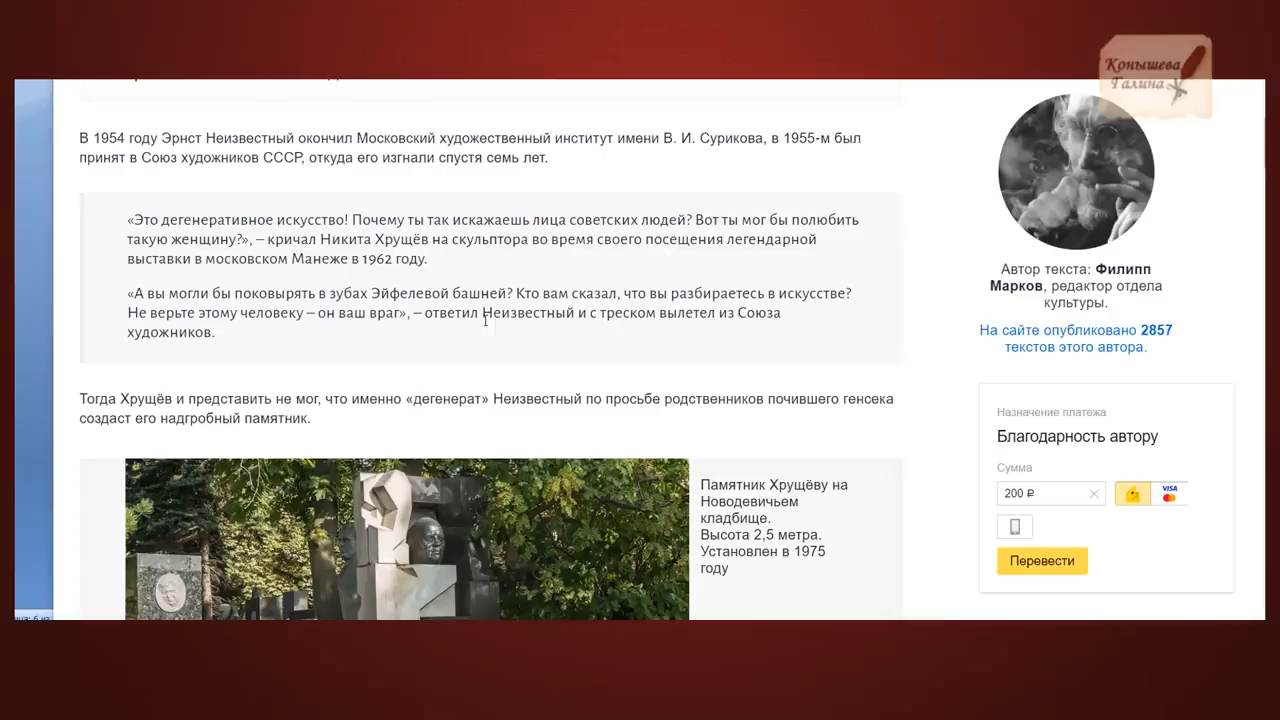 Конышева
Галина
В 1954 году Эрнст Неизвестный окончил Московский художественный институт имени В. И. Сурикова, в 1955-м был
принят в Союз художников СССР, откуда его изгнали спустя семь лет.
«Это дегенеративное искусство! Почему ты так искажаешь лица советских людей? Вот ты мог бы полюбить
такую женщину?», – кричал Никита Хрущёв на скульптора во время своего посещения легендарной
выставки в московском Манеже в 1962 году.
«А вы могли бы поковырять в зубах Эйфелевой башней? Кто вам сказал, что вы разбираетесь в искусстве?
Не верьте этому человеку – он ваш враг», – ответил Неизвестный и с треском вылетел из Союза
художников.
Тогда Хрущёв и представить не мог, что именно «дегенерат» Неизвестный по просьбе родственников почившего генсека
создаст его надгробный памятник.
Памятник Хрущёву на
Новодевичьем
кладбище.
Высота 2,5 метра.
Установлен в 1975
году
Автор текста: Филипп
Марков, редактор отдела
культуры.
На сайте опубликовано 2857
текстов этого автора.
Назначение платежа
Благодарность автору
Сумма
200 ₽
VISA
Перевести